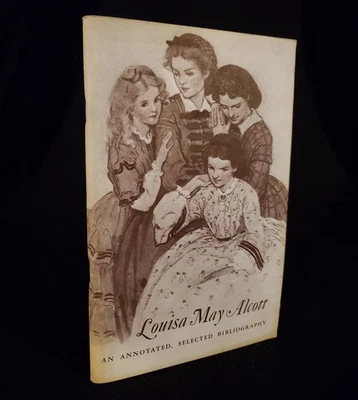 Louisa May Alcott
AN ANNOTATED, SELECTED BIBLIOGRAPHY